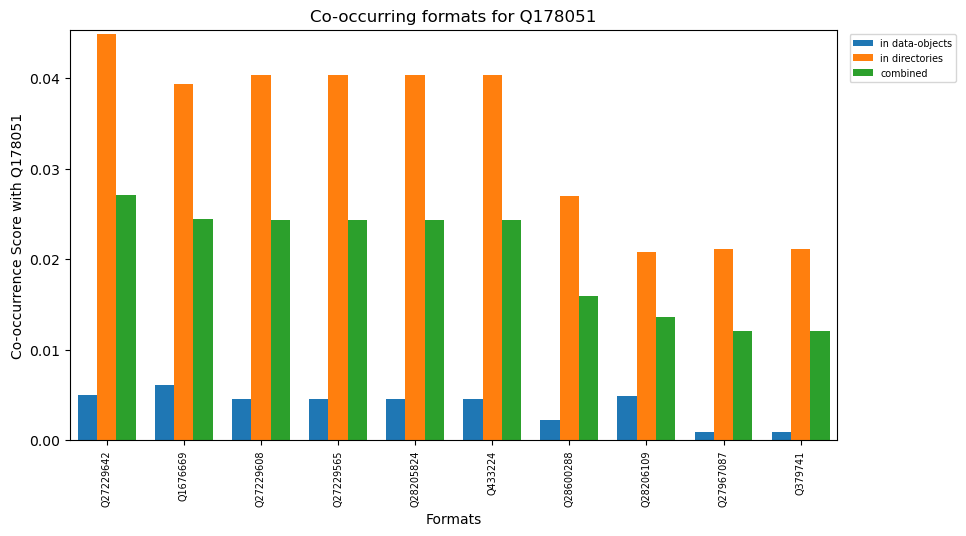 Co-occurring formats for Q178051
in data-objects
in directories
combined
Co-occurrence Score with Q178051
0.04
0.03
0.02
0.01
0.00
Q27229642
Q1676669
Q27229608
Q27229565
Q28205824
Q433224
Q28600288
Q28206109
Q27967087
Q379741
Formats